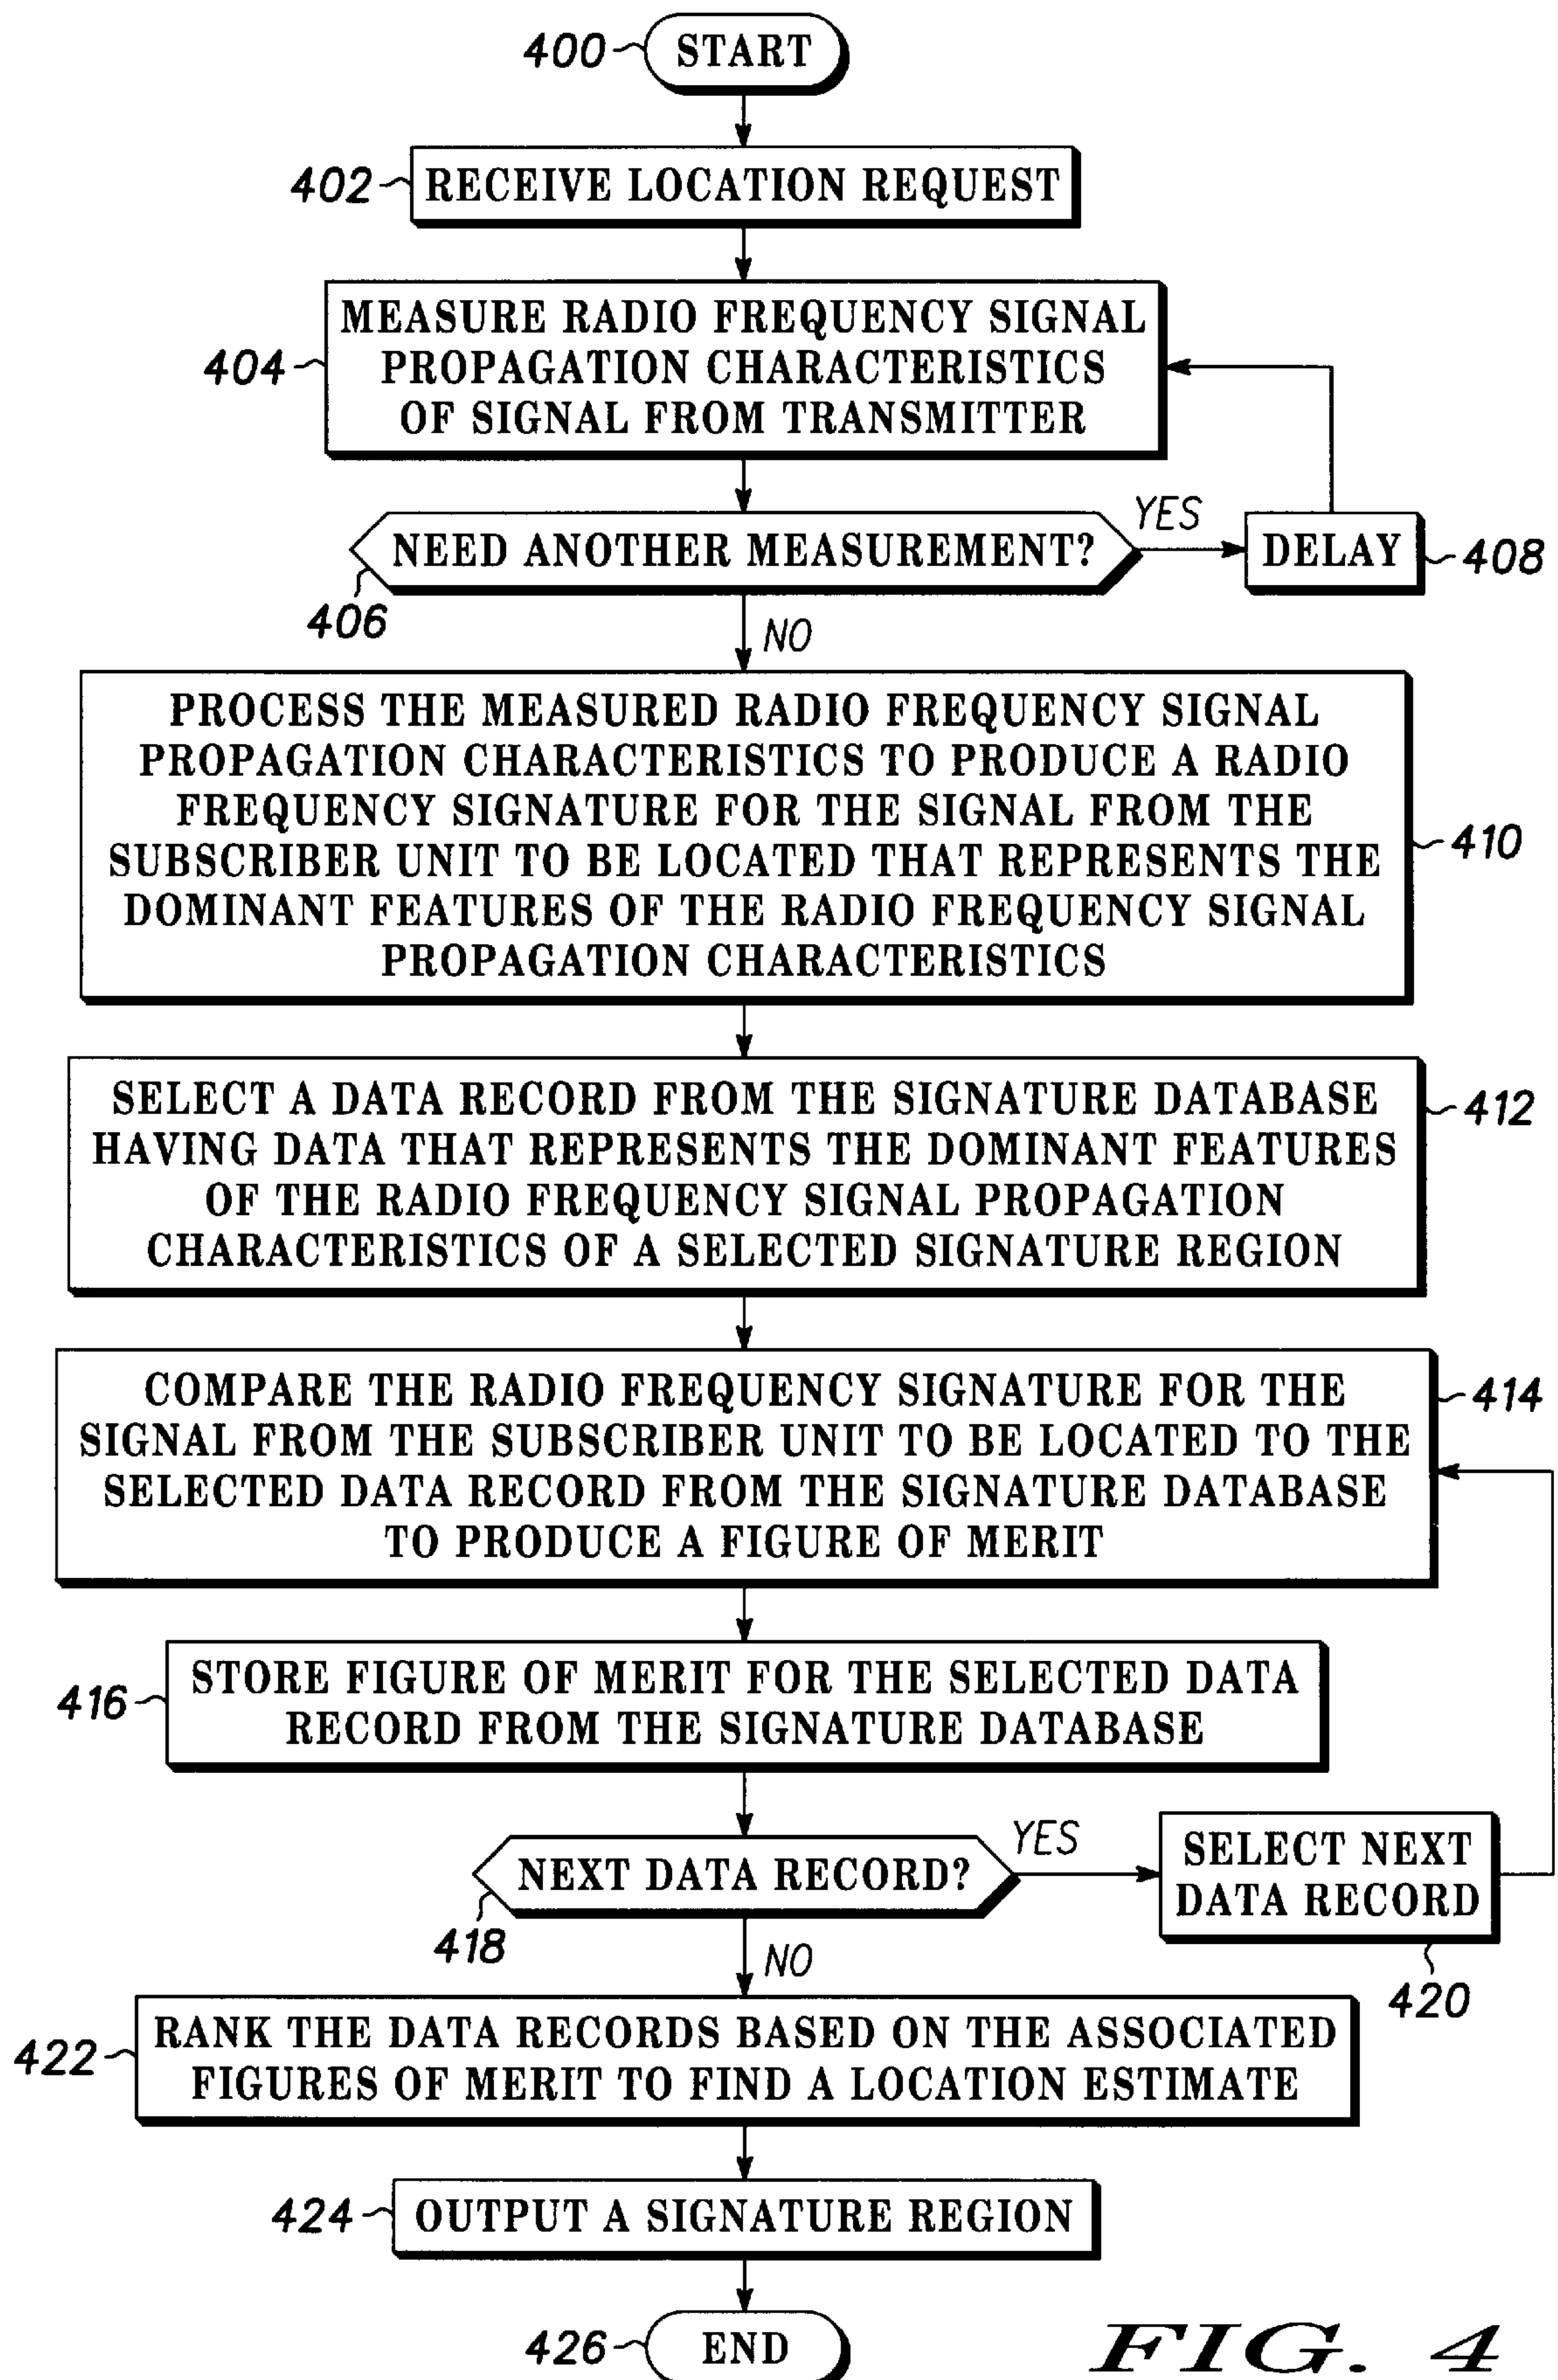 400
START
402
RECEIVE LOCATION REQUEST
404
MEASURE RADIO FREQUENCY SIGNAL
PROPAGATION CHARACTERISTICS
OF SIGNAL FROM TRANSMITTER
NEED ANOTHER MEASUREMENT?
406
YES
DELAY
408
NO
PROCESS THE MEASURED RADIO FREQUENCY SIGNAL
PROPAGATION CHARACTERISTICS TO PRODUCE A RADIO
FREQUENCY SIGNATURE FOR THE SIGNAL FROM THE
SUBSCRIBER UNIT TO BE LOCATED THAT REPRESENTS THE
DOMINANT FEATURES OF THE RADIO FREQUENCY SIGNAL
PROPAGATION CHARACTERISTICS
410
SELECT A DATA RECORD FROM THE SIGNATURE DATABASE
HAVING DATA THAT REPRESENTS THE DOMINANT FEATURES
OF THE RADIO FREQUENCY SIGNAL PROPAGATION
CHARACTERISTICS OF A SELECTED SIGNATURE REGION
412
COMPARE THE RADIO FREQUENCY SIGNATURE FOR THE
SIGNAL FROM THE SUBSCRIBER UNIT TO BE LOCATED TO THE
SELECTED DATA RECORD FROM THE SIGNATURE DATABASE
TO PRODUCE A FIGURE OF MERIT
414
416
STORE FIGURE OF MERIT FOR THE SELECTED DATA
RECORD FROM THE SIGNATURE DATABASE
NEXT DATA RECORD?
418
YES
SELECT NEXT
DATA RECORD
420
NO
422
RANK THE DATA RECORDS BASED ON THE ASSOCIATED
FIGURES OF MERIT TO FIND A LOCATION ESTIMATE
424
OUTPUT A SIGNATURE REGION
426
END
FIG. 4